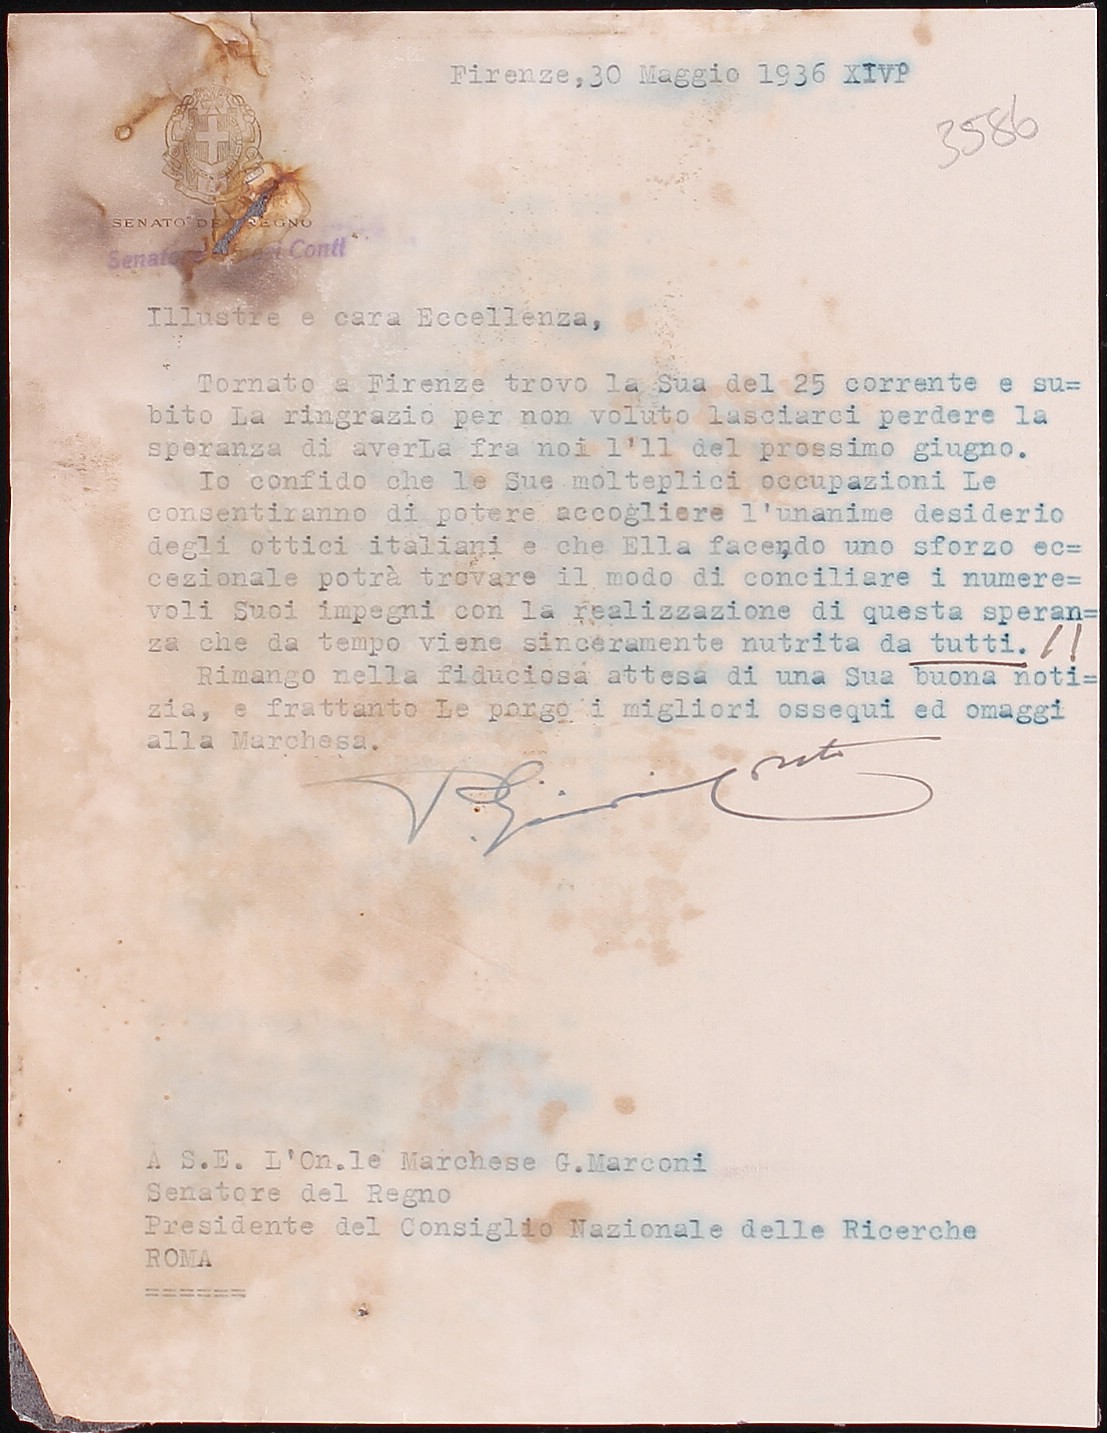 Firenze,30 Maggio 1936 XIVP
3586
SENATO DEL REGNO
Senatore Conti
Illustre e cara Eccellenza,
Tornato a Firenze trovo la Sua del 25 corrente e su=
bito La ringrazio per non voluto lasciarci perdere la
speranza di averLa fra noi l'11 del prossimo giugno.
Io confido che le Sue molteplici occupazioni Le
consentiranno di potere accogliere l'unanime desiderio
degli ottici italiani e che Ella facendo uno sforzo ec=
cezionale potrà trovare il modo di conciliare i numere=
voli Suoi impegni con la realizzazione di questa speran=
za che da tempo viene sinceramente nutrita da tutti. !!
Rimango nella fiduciosa attesa di una Sua buona noti=
zia, e frattanto Le porgo i migliori ossequi ed omaggi
alla Marchesa.
A S.E. L'On.le Marchese G.Marconi
Senatore del Regno
Presidente del Consiglio Nazionale delle Ricerche
ROMA
======